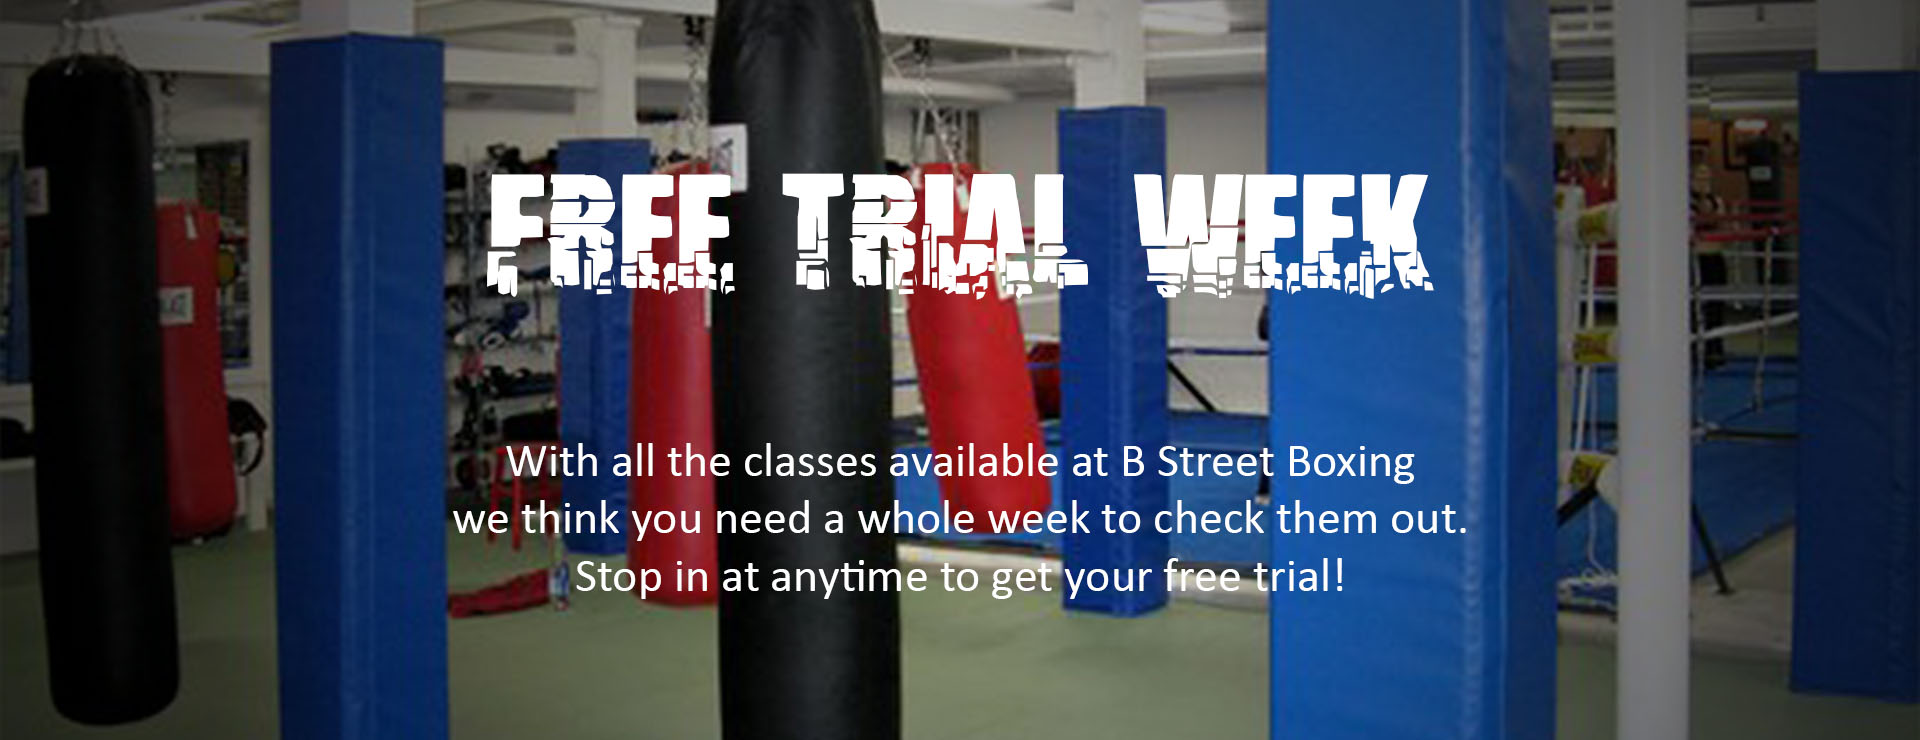 FREE TRIAL WEEK
With all the classes available at B Street Boxing
we think you need a whole week to check them out.
Stop in at anytime to get your free trial!